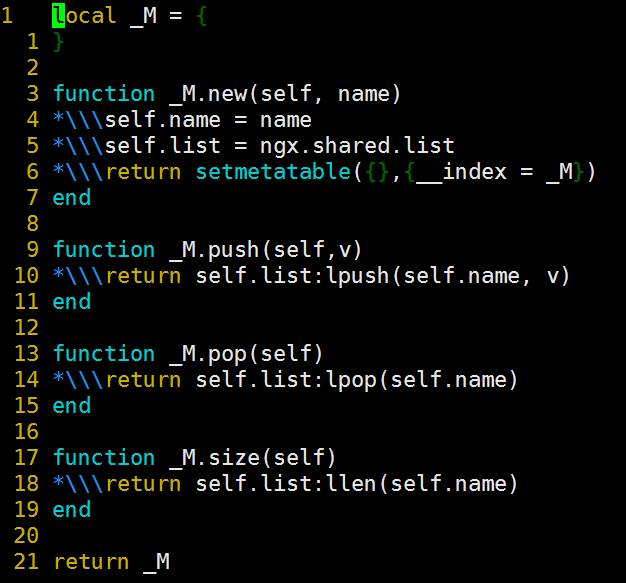 1   local _M = {
  1 }
  2
  3 function _M.new(self, name)
  4 *\\\self.name = name
  5 *\\\self.list = ngx.shared.list
  6 *\\\return setmetatable({},{__index = _M})
  7 end
  8
  9 function _M.push(self,v)
 10 *\\\return self.list:lpush(self.name, v)
 11 end
 12
 13 function _M.pop(self)
 14 *\\\return self.list:lpop(self.name)
 15 end
 16
 17 function _M.size(self)
 18 *\\\return self.list:llen(self.name)
 19 end
 20
 21 return _M